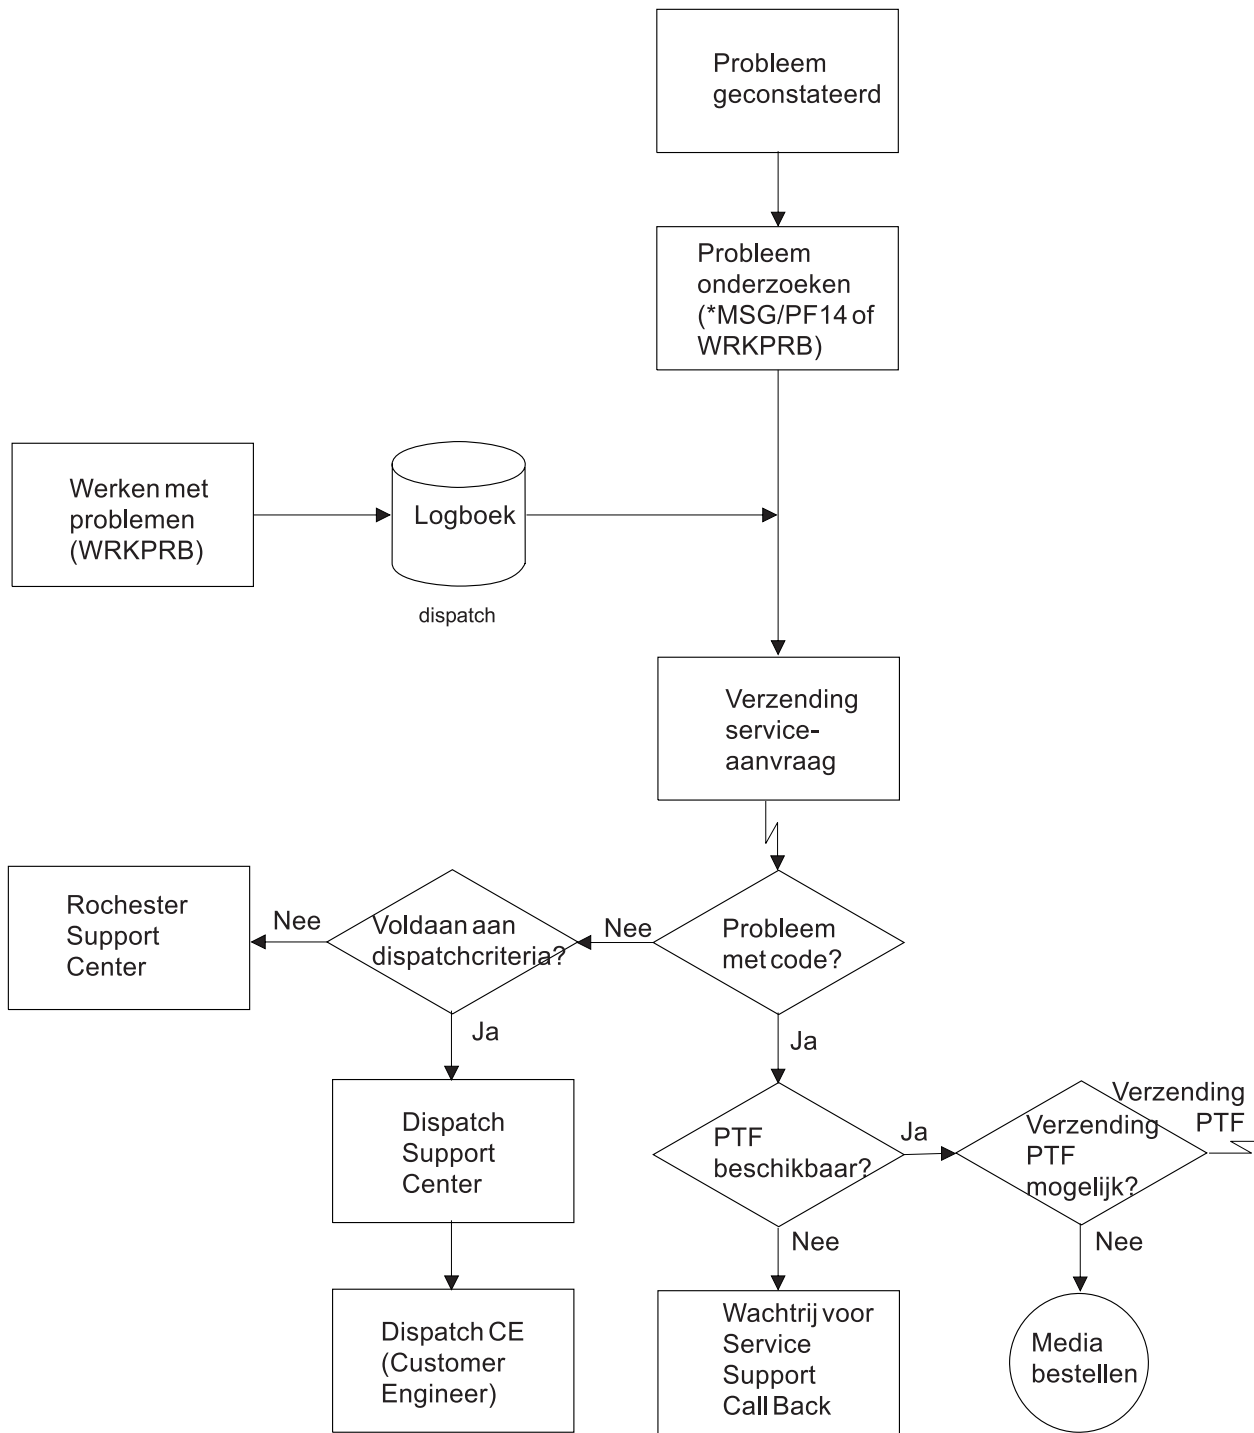 Probleem
geconstateerd
Probleem
onderzoeken
(*MSG/PF14 of
WRKPRB)
Werken met
problemen
(WRKPRB)
Logboek
dispatch
Verzending
service-
aanvraag
Rochester
Support
Center
Nee
Voldaan aan
dispatchcriteria?
Nee
Probleem
met code?
Ja
Ja
Dispatch
Support
Center
PTF
beschikbaar?
Ja
Verzending
PTF
mogelijk?
Verzending
PTF
Nee
Nee
Dispatch CE
(Customer
Engineer)
Wachtrij voor
Service
Support
Call Back
Media
bestellen